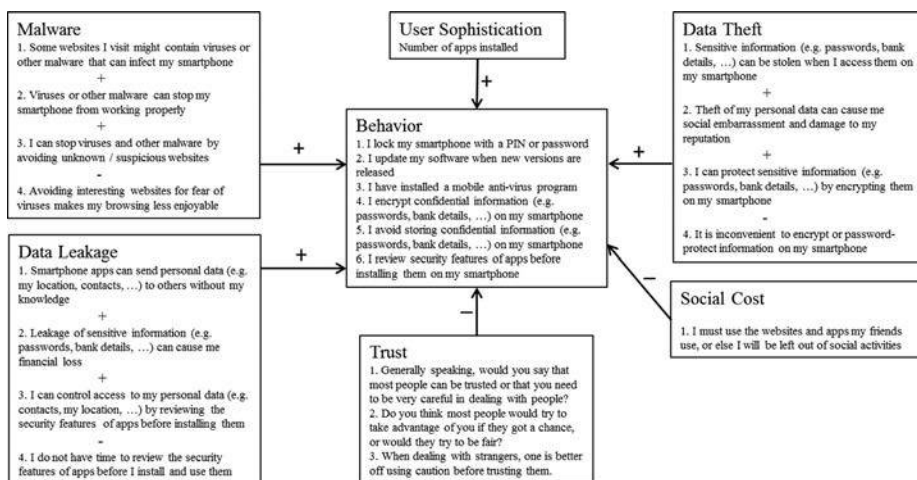 Malware
1. Some websites I visit might contain viruses or
other malware that can infect my smartphone
+
2. Viruses or other malware can stop my
smartphone from working properly
+
3. I can stop viruses and other malware by
avoiding unknown / suspicious websites
-
4. Avoiding interesting websites for fear of
viruses makes my browsing less enjoyable
+
Data Leakage
1. Smartphone apps can send personal data (e.g.
my location, contacts, ...) to others without my
knowledge
+
2. Leakage of sensitive information (e.g.
passwords, bank details, ...) can cause me
financial loss
+
3. I can control access to my personal data (e.g.
contacts, my location, ...) by reviewing the
security features of apps before installing them
-
4. I do not have time to review the security
features of apps before I install and use them
+
User Sophistication
Number of apps installed
+
Behavior
1. I lock my smartphone with a PIN or password
2. I update my software when new versions are
released
3. I have installed a mobile anti-virus program
4. I encrypt confidential information (e.g.
passwords, bank details, ...) on my smartphone
5. I avoid storing confidential information (e.g.
passwords, bank details, ...) on my smartphone
6. I review security features of apps before
installing them on my smartphone
–
Trust
1. Generally speaking, would you say that
most people can be trusted or that you need
to be very careful in dealing with people?
2. Do you think most people would try to
take advantage of you if they got a chance,
or would they try to be fair?
3. When dealing with strangers, one is better
off using caution before trusting them.
Data Theft
1. Sensitive information (e.g. passwords, bank
details, ...) can be stolen when I access them on
my smartphone
+
2. Theft of my personal data can cause me
social embarrassment and damage to my
reputation
+
3. I can protect sensitive information (e.g.
passwords, bank details, ...) by encrypting them
on my smartphone
-
4. It is inconvenient to encrypt or password-
protect information on my smartphone
+
–
Social Cost
1. I must use the websites and apps my friends
use, or else I will be left out of social activities